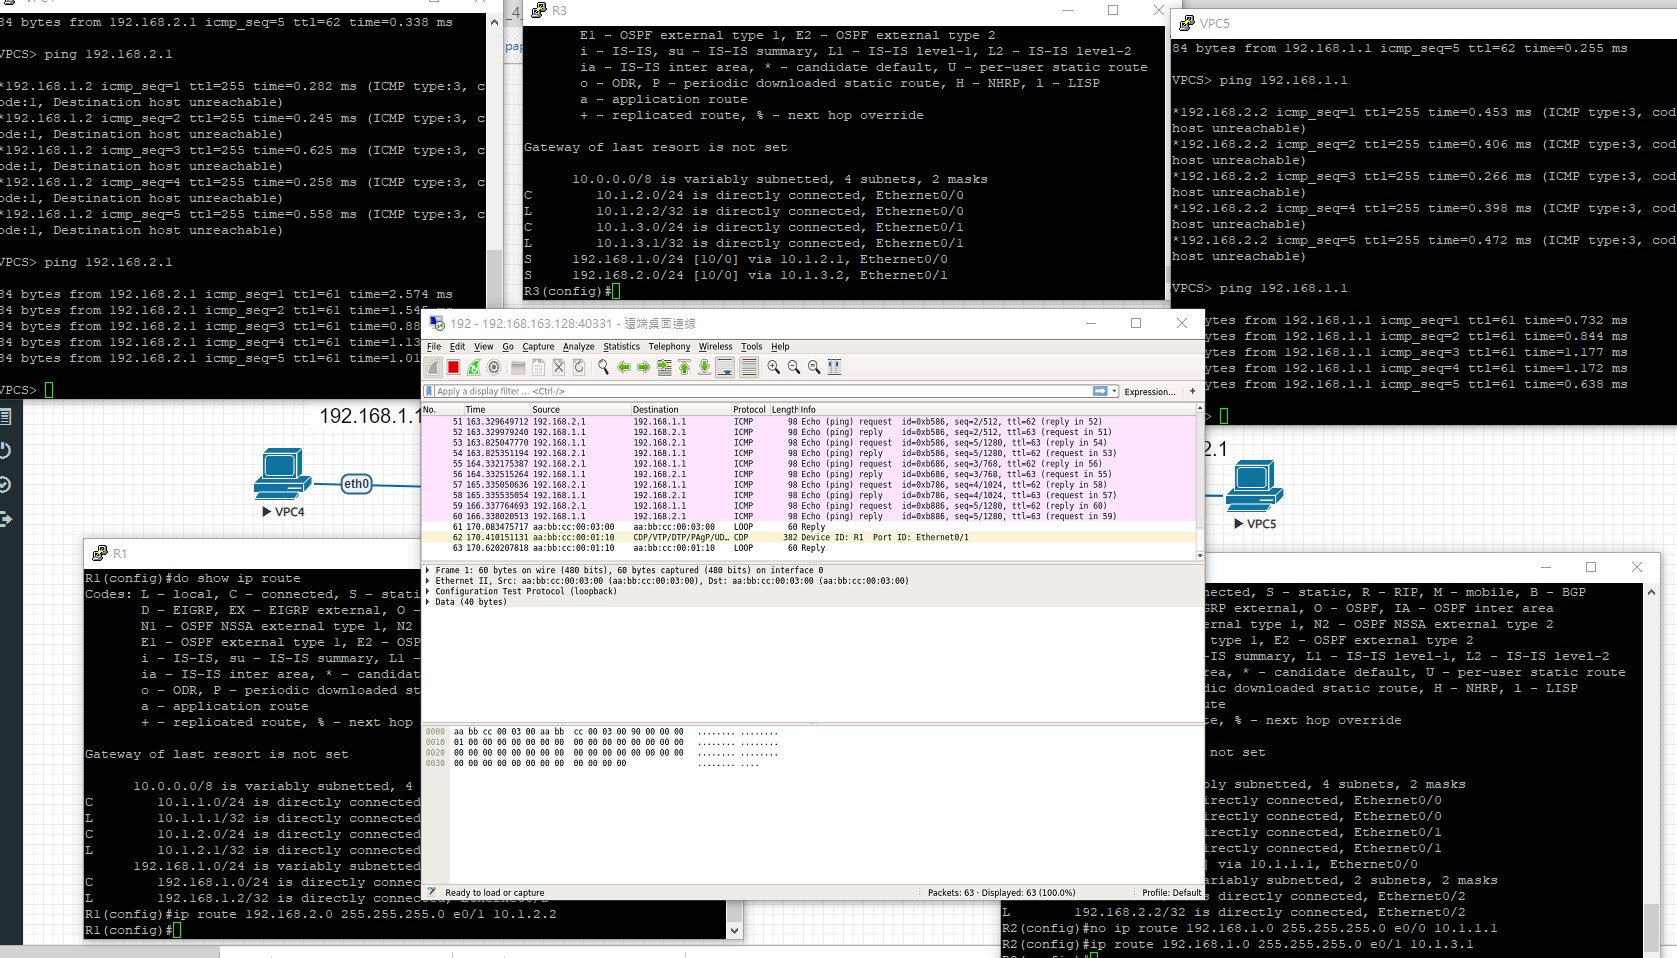 84 bytes from 192.168.2.1 icmp_seq=5 ttl=62 time=0.338 ms
VPCS> ping 192.168.2.1
*192.168.1.2 icmp_seq=1 ttl=255 time=0.282 ms (ICMP type:3, c
ode:1, Destination host unreachable)
*192.168.1.2 icmp_seq=2 ttl=255 time=0.245 ms (ICMP type:3, c
ode:1, Destination host unreachable)
*192.168.1.2 icmp_seq=3 ttl=255 time=0.625 ms (ICMP type:3, c
ode:1, Destination host unreachable)
*192.168.1.2 icmp_seq=4 ttl=255 time=0.258 ms (ICMP type:3, c
ode:1, Destination host unreachable)
*192.168.1.2 icmp_seq=5 ttl=255 time=0.558 ms (ICMP type:3, c
ode:1, Destination host unreachable)
VPCS> ping 192.168.2.1
84 bytes from 192.168.2.1 icmp_seq=1 ttl=61 time=2.574 ms
84 bytes from 192.168.2.1 icmp_seq=2 ttl=61 time=1.54
84 bytes from 192.168.2.1 icmp_seq=3 ttl=61 time=0.88
84 bytes from 192.168.2.1 icmp_seq=4 ttl=61 time=1.13
84 bytes from 192.168.2.1 icmp_seq=5 ttl=61 time=1.01
VPCS>
_4_
pap
R3
E1 - OSPF external type 1, E2 - OSPF external type 2
i - IS-IS, su - IS-IS summary, L1 - IS-IS level-1, L2 - IS-IS level-2
ia - IS-IS inter area, * - candidate default, U - per-user static route
o - ODR, P - periodic downloaded static route, H - NHRP, l - LISP
a - application route
+ - replicated route, % - next hop override
Gateway of last resort is not set
10.0.0.0/8 is variably subnetted, 4 subnets, 2 masks
C 10.1.2.0/24 is directly connected, Ethernet0/0
L 10.1.2.2/32 is directly connected, Ethernet0/0
C 10.1.3.0/24 is directly connected, Ethernet0/1
L 10.1.3.1/32 is directly connected, Ethernet0/1
S 192.168.1.0/24 [10/0] via 10.1.2.1, Ethernet0/0
S 192.168.2.0/24 [10/0] via 10.1.3.2, Ethernet0/1
R3(config)#
VPC5
84 bytes from 192.168.1.1 icmp_seq=5 ttl=62 time=0.255 ms
VPCS> ping 192.168.1.1
*192.168.2.2 icmp_seq=1 ttl=255 time=0.453 ms (ICMP type:3, cod
host unreachable)
*192.168.2.2 icmp_seq=2 ttl=255 time=0.406 ms (ICMP type:3, cod
host unreachable)
*192.168.2.2 icmp_seq=3 ttl=255 time=0.266 ms (ICMP type:3, cod
host unreachable)
*192.168.2.2 icmp_seq=4 ttl=255 time=0.398 ms (ICMP type:3, cod
host unreachable)
*192.168.2.2 icmp_seq=5 ttl=255 time=0.472 ms (ICMP type:3, cod
host unreachable)
VPCS> ping 192.168.1.1
ytes from 192.168.1.1 icmp_seq=1 ttl=61 time=0.732 ms
ytes from 192.168.1.1 icmp_seq=2 ttl=61 time=0.844 ms
ytes from 192.168.1.1 icmp_seq=3 ttl=61 time=1.177 ms
ytes from 192.168.1.1 icmp_seq=4 ttl=61 time=1.172 ms
ytes from 192.168.1.1 icmp_seq=5 ttl=61 time=0.638 ms
>
192 - 192.168.163.128:40331 - 遠端桌面連線
File Edit View Go Capture Analyze Statistics Telephony Wireless Tools Help
Apply a display filter ... <Ctrl-/> Expression... +
No. Time Source Destination Protocol Length Info
51 163.329649712 192.168.2.1 192.168.1.1 ICMP 98 Echo (ping) request id=0xb586, seq=2/512, ttl=62 (reply in 52)
52 163.329979240 192.168.1.1 192.168.2.1 ICMP 98 Echo (ping) reply id=0xb586, seq=2/512, ttl=63 (request in 51)
53 163.825047770 192.168.1.1 192.168.2.1 ICMP 98 Echo (ping) request id=0xb586, seq=5/1280, ttl=63 (reply in 54)
54 163.825351194 192.168.2.1 192.168.1.1 ICMP 98 Echo (ping) reply id=0xb586, seq=5/1280, ttl=62 (request in 53)
55 164.332175387 192.168.2.1 192.168.1.1 ICMP 98 Echo (ping) request id=0xb686, seq=3/768, ttl=62 (reply in 56)
56 164.332515264 192.168.1.1 192.168.2.1 ICMP 98 Echo (ping) reply id=0xb686, seq=3/768, ttl=63 (request in 55)
57 165.335050636 192.168.2.1 192.168.1.1 ICMP 98 Echo (ping) request id=0xb786, seq=4/1024, ttl=62 (reply in 58)
58 165.335535054 192.168.1.1 192.168.2.1 ICMP 98 Echo (ping) reply id=0xb786, seq=4/1024, ttl=63 (request in 57)
59 166.337764693 192.168.2.1 192.168.1.1 ICMP 98 Echo (ping) request id=0xb886, seq=5/1280, ttl=62 (reply in 60)
60 166.338020513 192.168.1.1 192.168.2.1 ICMP 98 Echo (ping) reply id=0xb886, seq=5/1280, ttl=63 (request in 59)
61 170.083475717 aa:bb:cc:00:03:00 aa:bb:cc:00:03:00 LOOP 60 Reply
62 170.410151131 aa:bb:cc:00:01:10 CDP/VTP/DTP/PAgP/UD… CDP 382 Device ID: R1 Port ID: Ethernet0/1
63 170.620207818 aa:bb:cc:00:01:10 aa:bb:cc:00:01:10 LOOP 60 Reply
Frame 1: 60 bytes on wire (480 bits), 60 bytes captured (480 bits) on interface 0
Ethernet II, Src: aa:bb:cc:00:03:00 (aa:bb:cc:00:03:00), Dst: aa:bb:cc:00:03:00 (aa:bb:cc:00:03:00)
Configuration Test Protocol (loopback)
Data (40 bytes)
0000 aa bb cc 00 03 00 aa bb cc 00 03 00 90 00 00 00 ........ ........
0010 01 00 00 00 00 00 00 00 00 00 00 00 00 00 00 00 ........ ........
0020 00 00 00 00 00 00 00 00 00 00 00 00 00 00 00 00 ........ ........
0030 00 00 00 00 00 00 00 00 00 00 00 00 ........ ....
Ready to load or capture Packets: 63 · Displayed: 63 (100.0%) Profile: Default
192.168.1.1
eth0
VPC4
2.1
VPC5
R1
R1(config)#do show ip route
Codes: L - local, C - connected, S - stati
D - EIGRP, EX - EIGRP external, O -
N1 - OSPF NSSA external type 1, N2
E1 - OSPF external type 1, E2 - OSP
i - IS-IS, su - IS-IS summary, L1 -
ia - IS-IS inter area, * - candidat
o - ODR, P - periodic downloaded st
a - application route
+ - replicated route, % - next hop
Gateway of last resort is not set
10.0.0.0/8 is variably subnetted, 4
C 10.1.1.0/24 is directly connected
L 10.1.1.1/32 is directly connected
C 10.1.2.0/24 is directly connected
L 10.1.2.1/32 is directly connected
192.168.1.0/24 is variably subnetted
C 192.168.1.0/24 is directly connec
L 192.168.1.2/32 is directly connec
R1(config)#ip route 192.168.2.0 255.255.255.0 e0/1 10.1.2.2
R1(config)#
nected, S - static, R - RIP, M - mobile, B - BGP
GRP external, O - OSPF, IA - OSPF inter area
ernal type 1, N2 - OSPF NSSA external type 2
type 1, E2 - OSPF external type 2
-IS summary, L1 - IS-IS level-1, L2 - IS-IS level-2
rea, * - candidate default, U - per-user static route
dic downloaded static route, H - NHRP, l - LISP
ute
te, % - next hop override
not set
bly subnetted, 4 subnets, 2 masks
irectly connected, Ethernet0/0
irectly connected, Ethernet0/0
irectly connected, Ethernet0/1
irectly connected, Ethernet0/1
via 10.1.1.1, Ethernet0/0
ariably subnetted, 2 subnets, 2 masks
irectly connected, Ethernet0/2
L 192.168.2.2/32 is directly connected, Ethernet0/2
R2(config)#no ip route 192.168.1.0 255.255.255.0 e0/0 10.1.1.1
R2(config)#ip route 192.168.1.0 255.255.255.0 e0/1 10.1.3.1